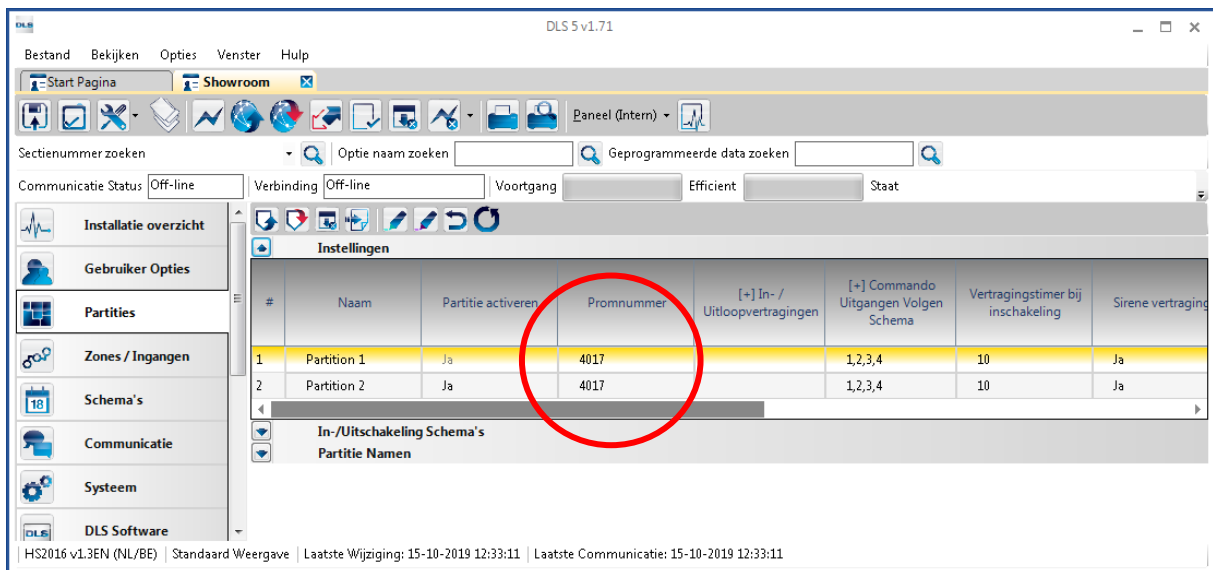 DLS DLS 5 v1.71
Bestand Bekijken Opties Venster Hulp
Start Pagina Showroom
Paneel (Intern)
Sectienummer zoeken Optie naam zoeken Geprogrammeerde data zoeken
Communicatie Status Off-line Verbinding Off-line Voortgang Efficient Staat
Installatie overzicht
Gebruiker Opties
Partities
Zones / Ingangen
18 Schema's
Communicatie
Systeem
DLS DLS Software
Instellingen
# Naam Partitie activeren Promnummer [+] In- / Uitloopvertragingen [+] Commando Uitgangen Volgen Schema Vertragingstimer bij inschakeling Sirene vertraging
1 Partition 1 Ja 4017 1,2,3,4 10 Ja
2 Partition 2 Ja 4017 1,2,3,4 10 Ja
In-/Uitschakeling Schema's
Partitie Namen
HS2016 v1.3EN (NL/BE) Standaard Weergave Laatste Wijziging: 15-10-2019 12:33:11 Laatste Communicatie: 15-10-2019 12:33:11